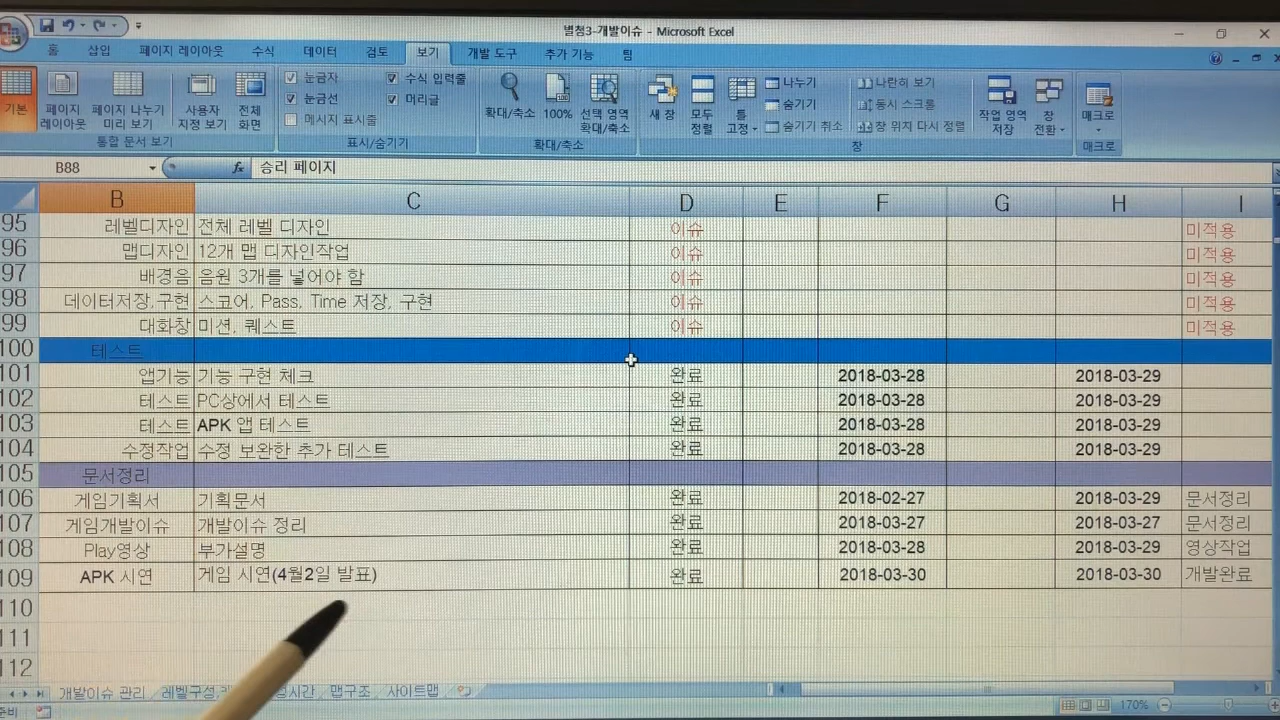 별첨3-개발이슈 - Microsoft Excel
홈 삽입 페이지 레이아웃 수식 데이터 검토 보기 개발 도구 추가 기능 팀
기본 페이지 레이아웃 페이지 나누기 미리 보기 사용자 지정 보기 전체 화면
통합 문서 보기
눈금자 수식 입력줄
눈금선 머리글
메시지 표시줄
표시/숨기기
확대/축소 100% 선택 영역 확대/축소
확대/축소
새 창 모두 정렬 틀 고정
나누기 나란히 보기
숨기기 동시 스크롤
숨기기 취소 창 위치 다시 정렬
창
작업 영역 저장 창 전환
매크로
매크로
B88 fx 승리 페이지
B C D E F G H I
95 레벨디자인 전체 레벨 디자인 이슈 미적용
96 맵디자인 12개 맵 디자인작업 이슈 미적용
97 배경음 음원 3개를 넣어야 함 이슈 미적용
98 데이터저장,구현 스코어, Pass, Time 저장, 구현 이슈 미적용
99 대화창 미션, 퀘스트 이슈 미적용
100 테스트
101 앱기능 기능 구현 체크 완료 2018-03-28 2018-03-29
102 테스트 PC상에서 테스트 완료 2018-03-28 2018-03-29
103 테스트 APK 앱 테스트 완료 2018-03-28 2018-03-29
104 수정작업 수정 보완한 추가 테스트 완료 2018-03-28 2018-03-29
105 문서정리
106 게임기획서 기획문서 완료 2018-02-27 2018-03-29 문서정리
107 게임개발이슈 개발이슈 정리 완료 2018-03-27 2018-03-27 문서정리
108 Play영상 부가설명 완료 2018-03-28 2018-03-29 영상작업
109 APK 시연 게임 시연(4월2일 발표) 완료 2018-03-30 2018-03-30 개발완료
110
111
112
개발이슈 관리 레벨구성, 맵구조 사이트맵
준비 170%